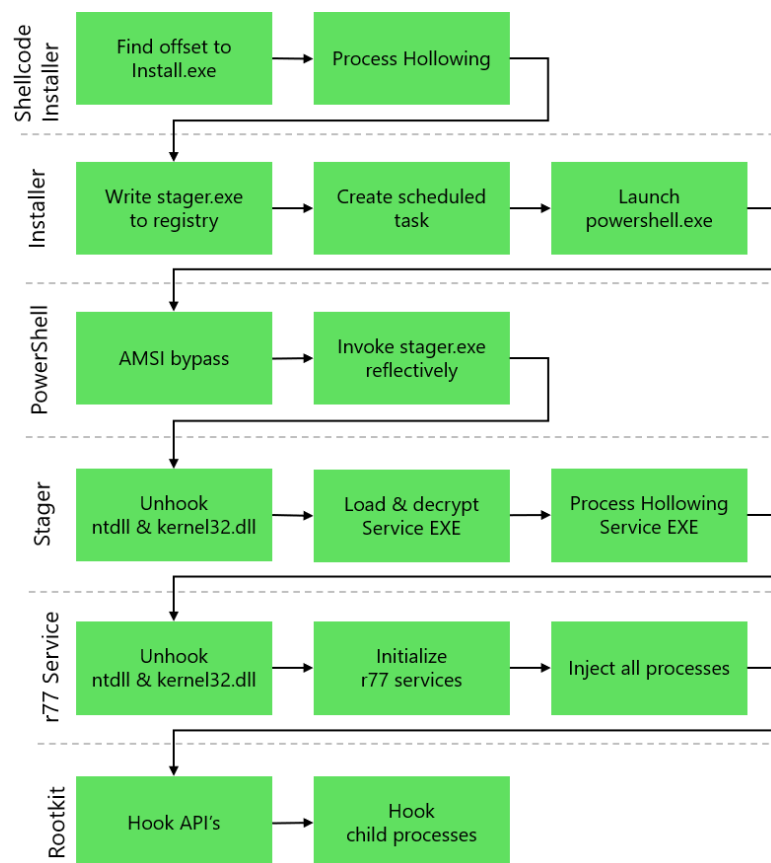 Shellcode
Installer
Find offset to
Install.exe
Process Hollowing
Installer
Write stager.exe
to registry
Create scheduled
task
Launch
powershell.exe
PowerShell
AMSI bypass
Invoke stager.exe
reflectively
Stager
Unhook
ntdll & kernel32.dll
Load & decrypt
Service EXE
Process Hollowing
Service EXE
r77 Service
Unhook
ntdll & kernel32.dll
Initialize
r77 services
Inject all processes
Rootkit
Hook API's
Hook
child processes